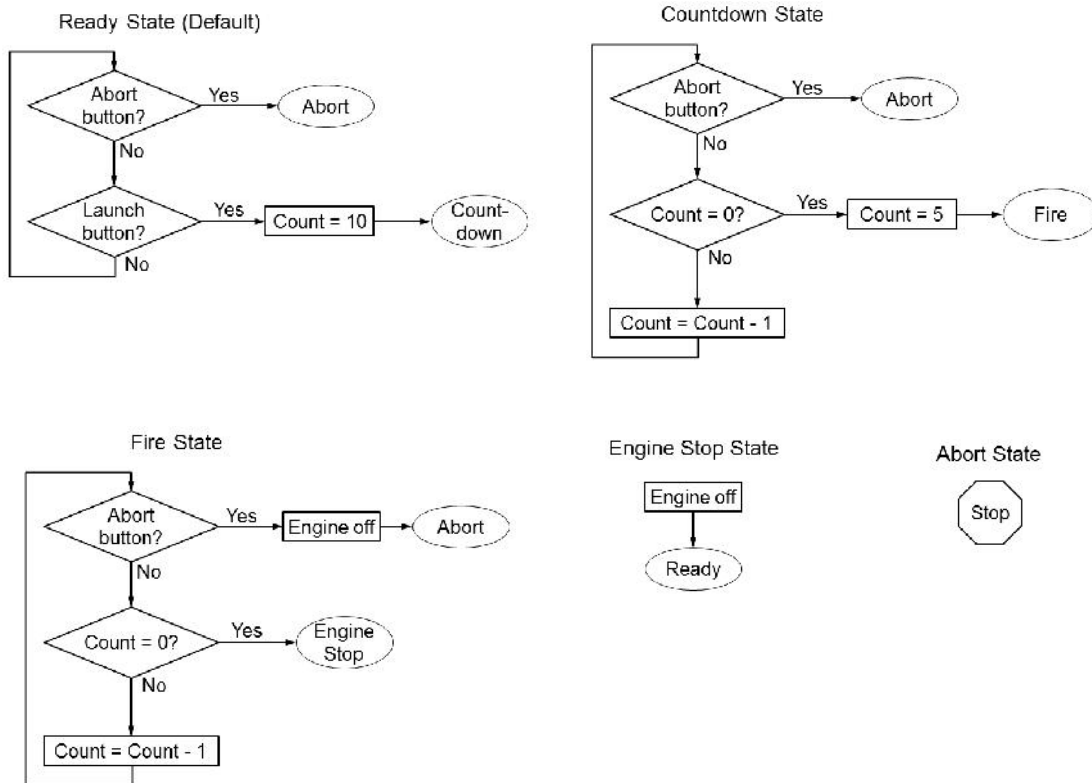 Ready State (Default)
Abort
button?
Yes
Abort
No
Launch
button?
Yes
Count = 10
Count-
down
No
Countdown State
Abort
button?
Yes
Abort
No
Count = 0?
Yes
Count = 5
Fire
No
Count = Count - 1
Fire State
Abort
button?
Yes
Engine off
Abort
No
Count = 0?
Yes
Engine
Stop
No
Count = Count - 1
Engine Stop State
Engine off
Ready
Abort State
Stop